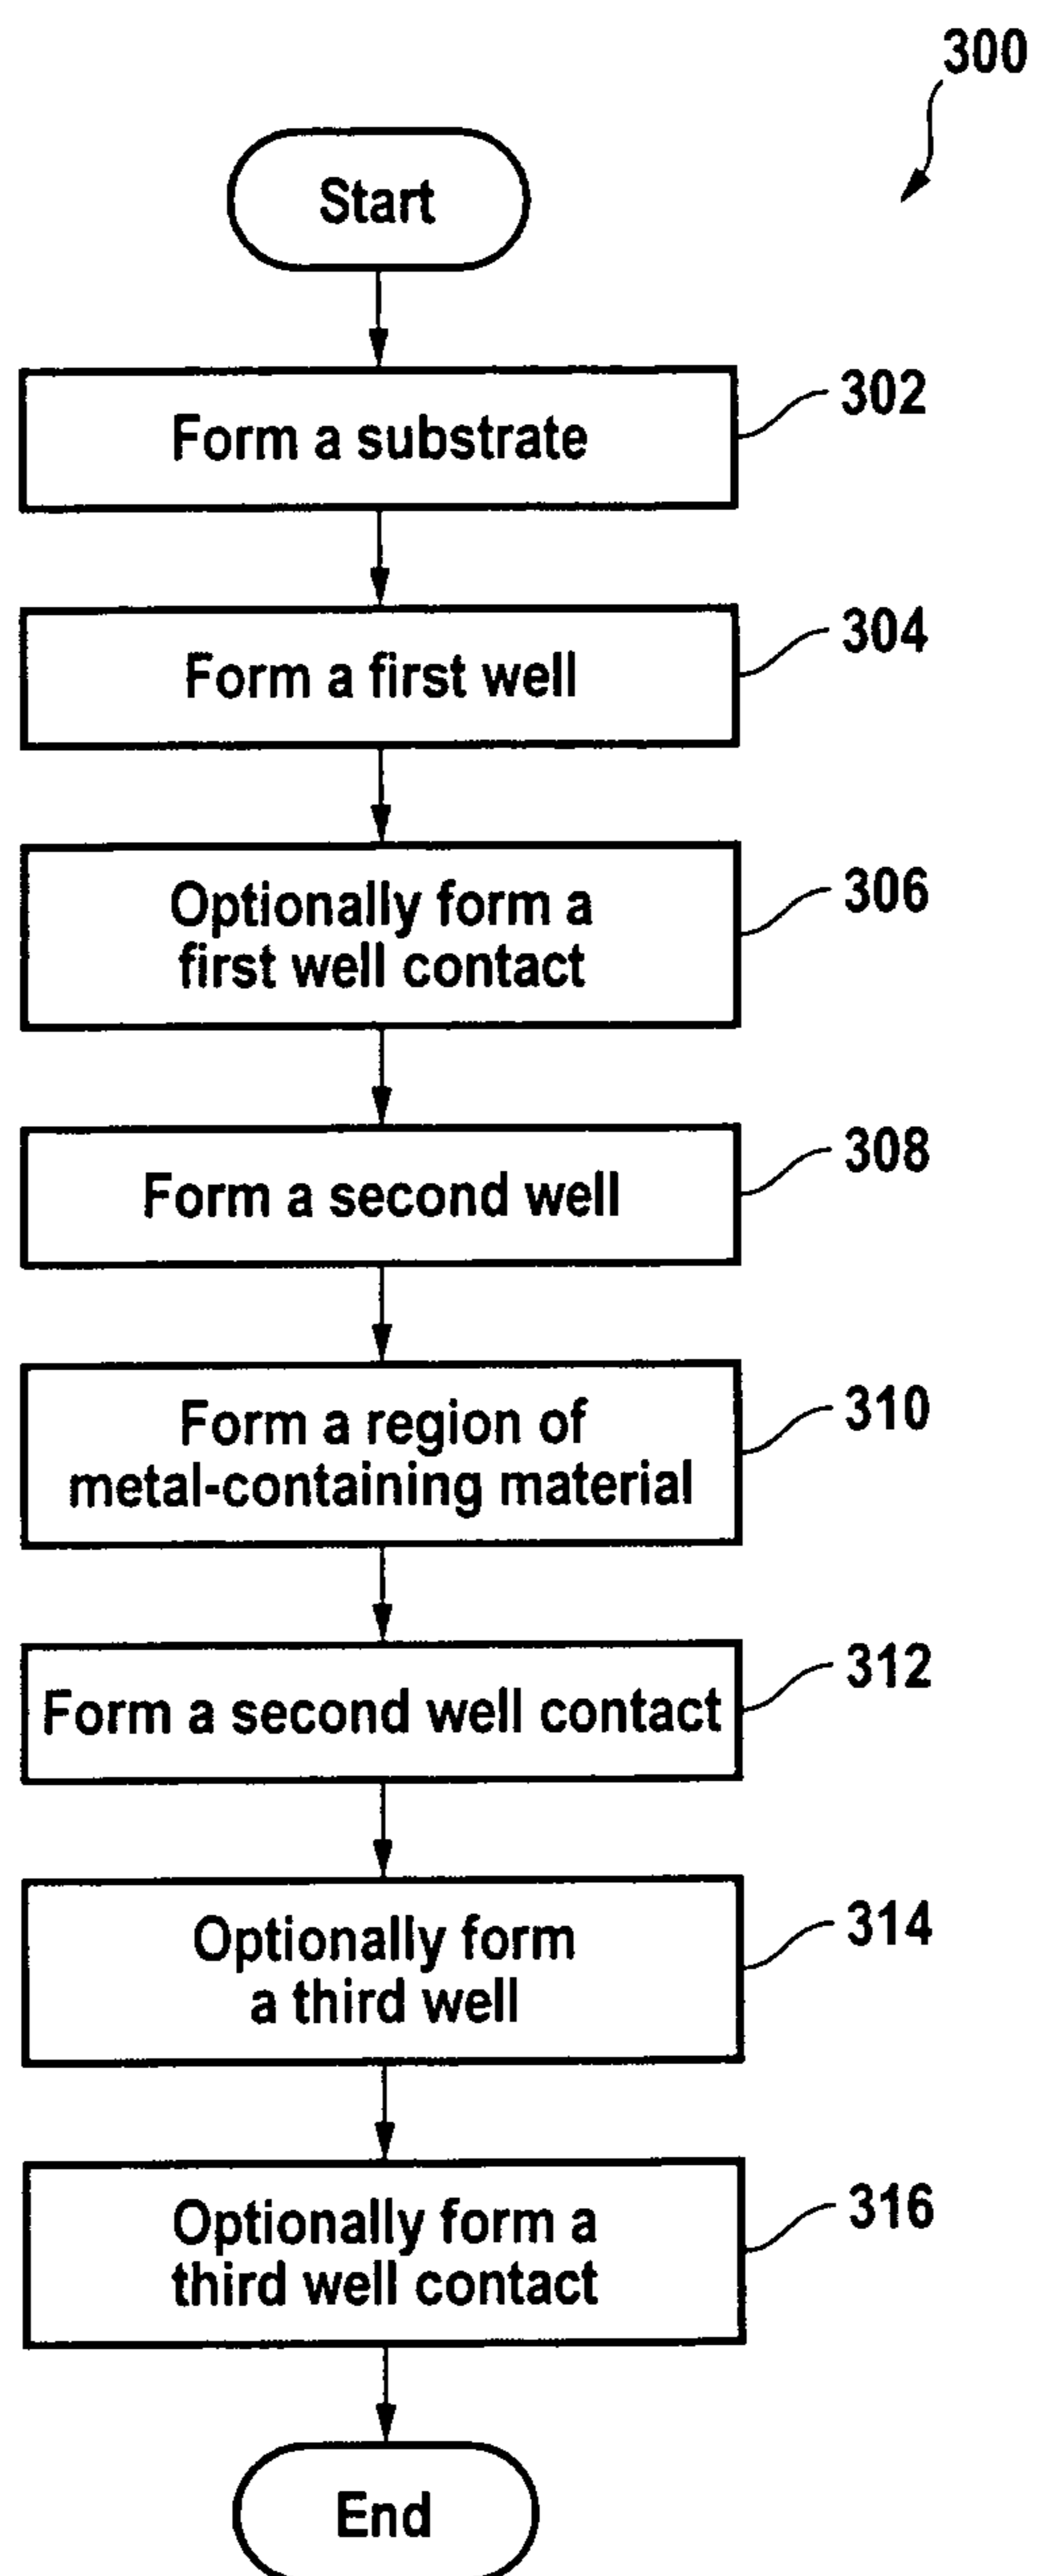 300
Start
Form a substrate
302
Form a first well
304
Optionally form a
first well contact
306
Form a second well
308
Form a region of
metal-containing material
310
Form a second well contact
312
Optionally form
a third well
314
Optionally form a
third well contact
316
End